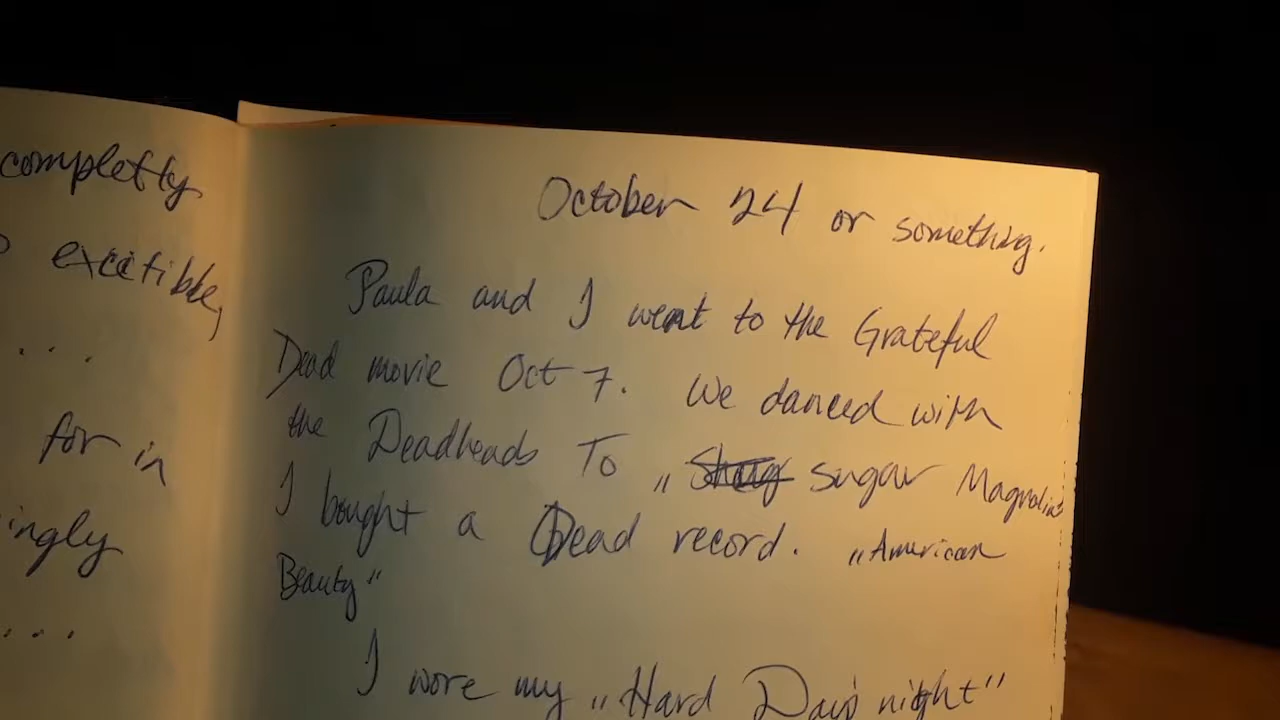 completly
excitibke,
...
for in
ingly
...
October 24 or something.
Paula and I went to the Grateful
Dead movie Oct 7. We danced with
the Deadheads To „ sugar Magnolia"
I bought a Dead record. „American
Beauty"
I wore my „Hard Day's night"